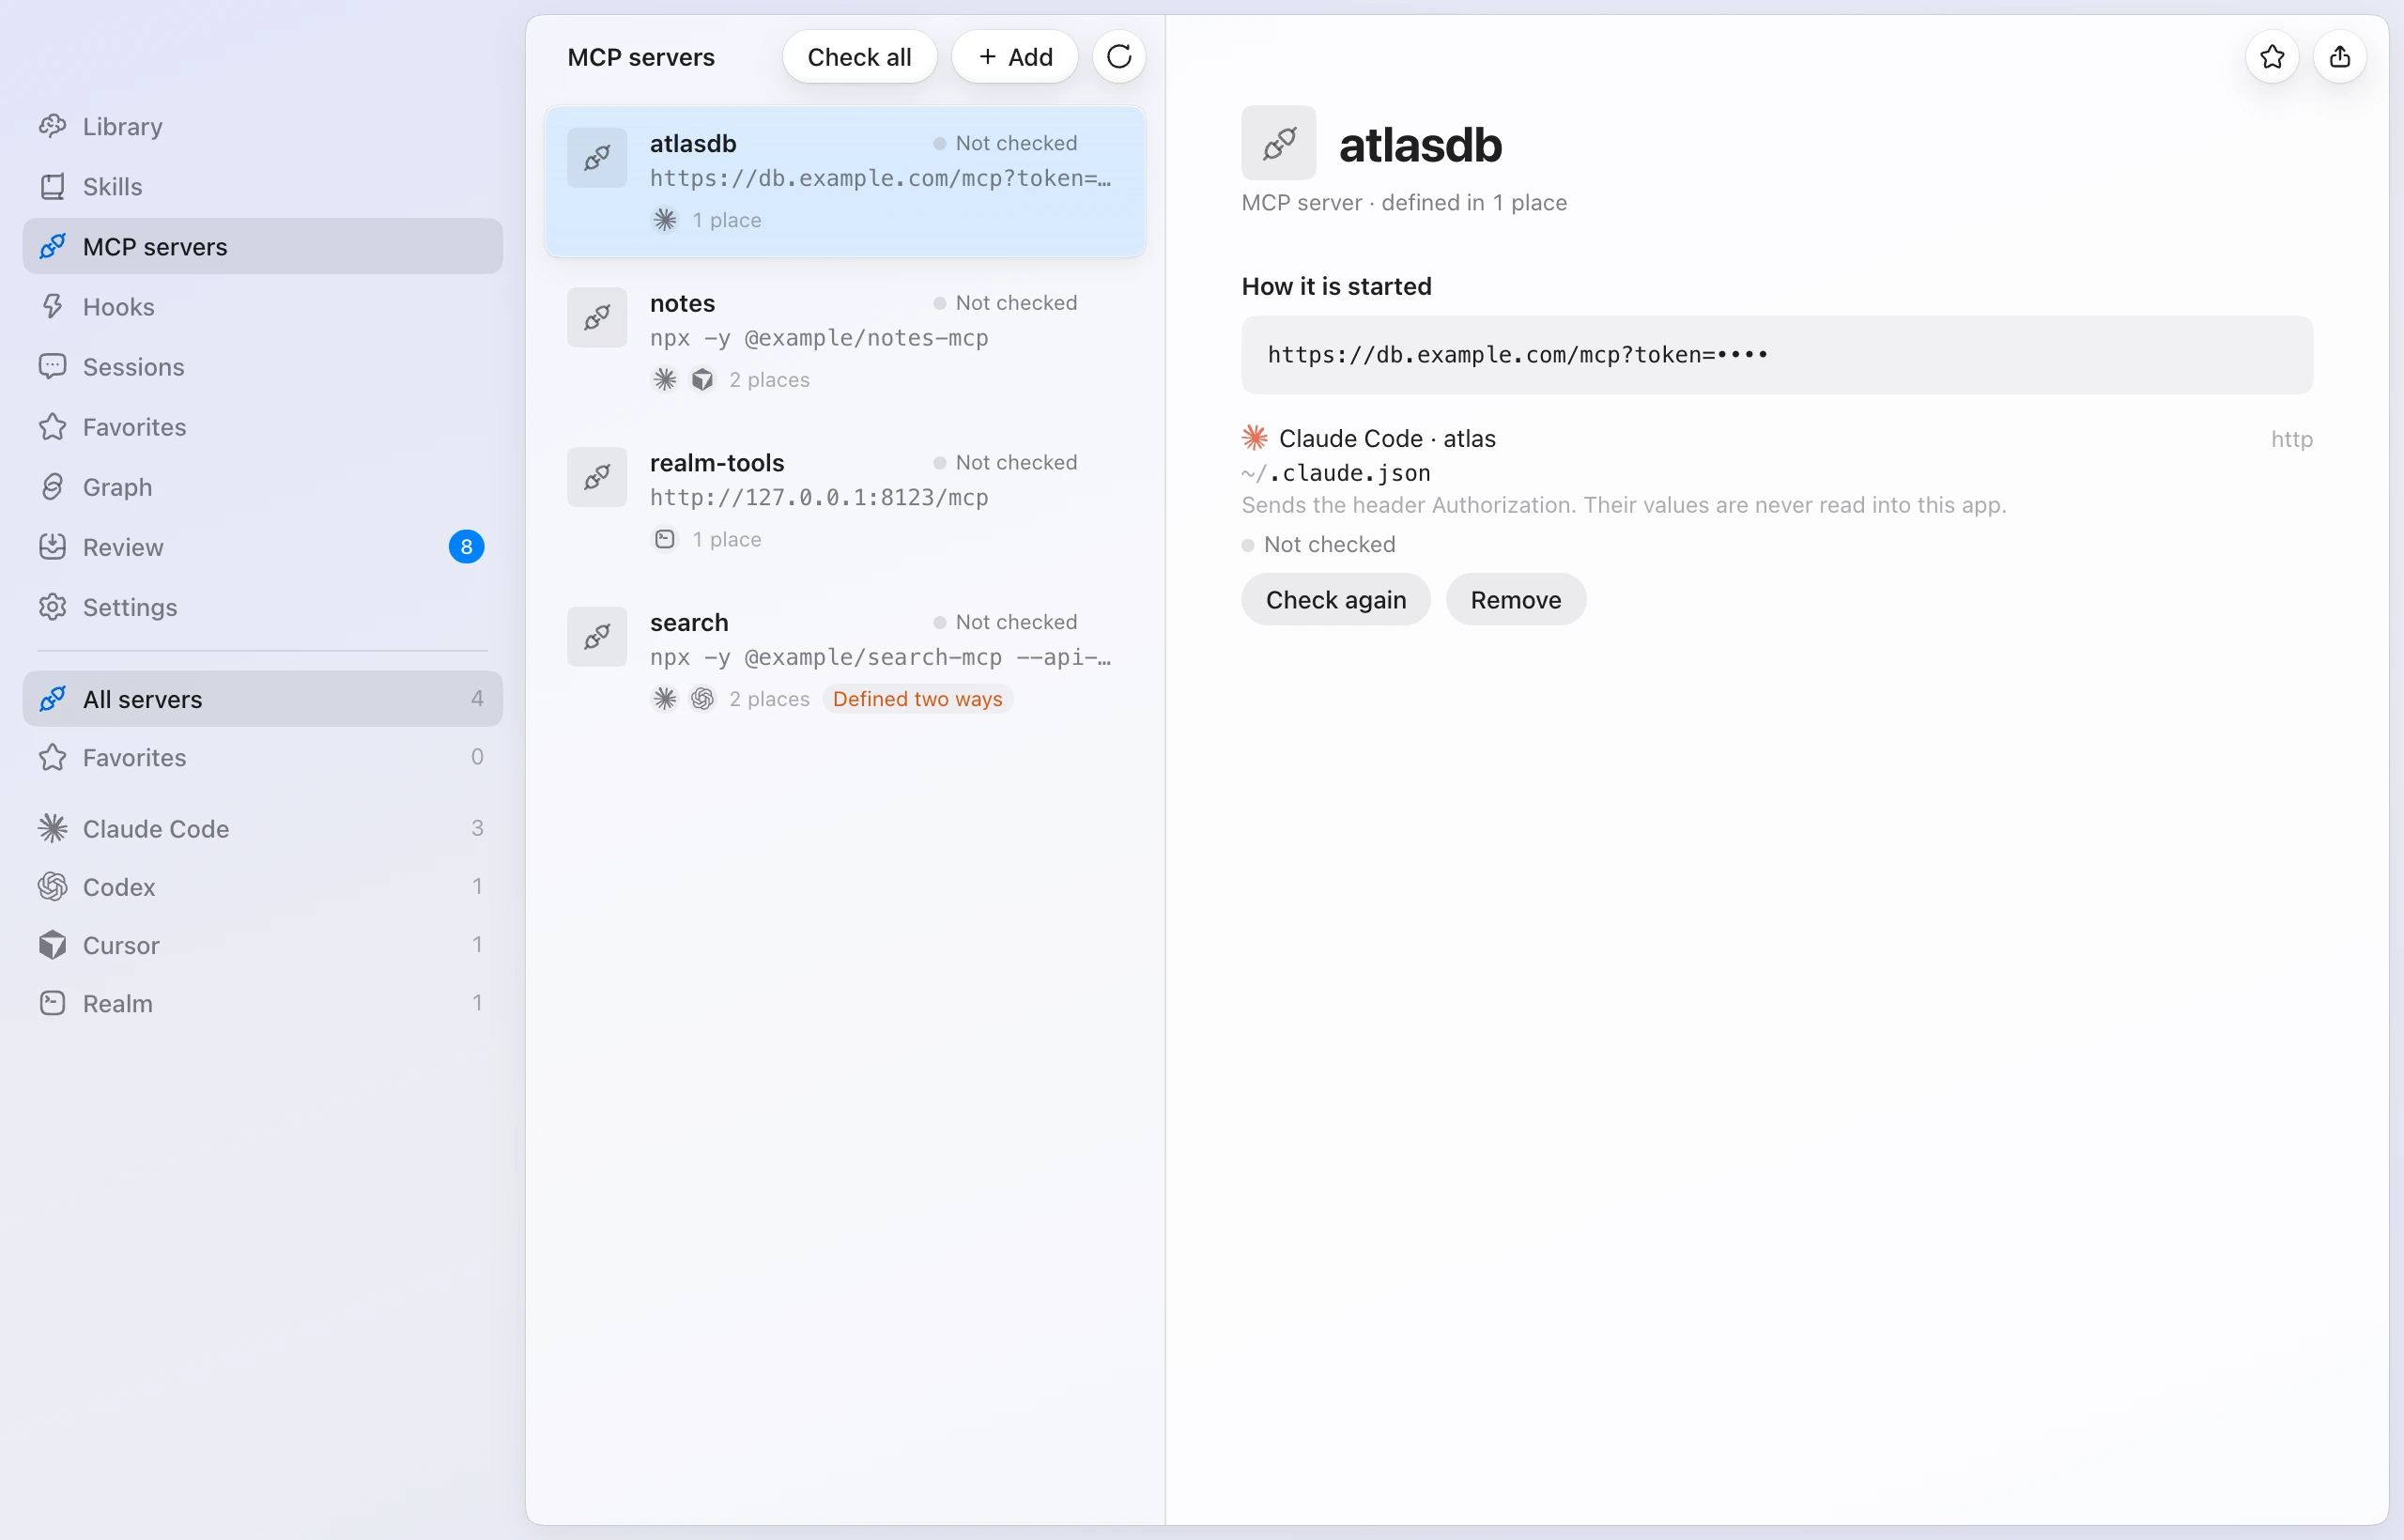 Library
Skills
MCP servers
Hooks
Sessions
Favorites
Graph
Review 8
Settings
All servers 4
Favorites 0
Claude Code 3
Codex 1
Cursor 1
Realm 1
MCP servers Check all + Add
atlasdb Not checked
https://db.example.com/mcp?token=…
1 place
notes Not checked
npx -y @example/notes-mcp
2 places
realm-tools Not checked
http://127.0.0.1:8123/mcp
1 place
search Not checked
npx -y @example/search-mcp --api-…
2 places Defined two ways
atlasdb
MCP server · defined in 1 place
How it is started
https://db.example.com/mcp?token=••••
Claude Code · atlas http
~/.claude.json
Sends the header Authorization. Their values are never read into this app.
Not checked
Check again Remove